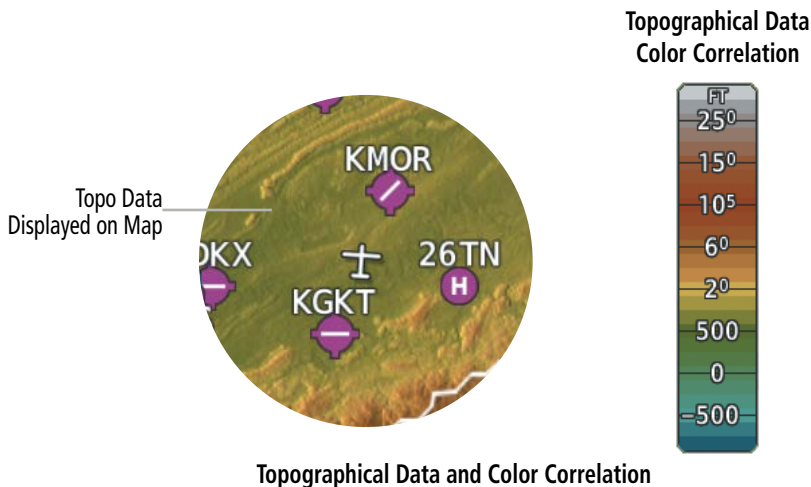 Topographical Data
Color Correlation
FT
25⁰
15⁰
10⁵
6⁰
2⁰
500
0
-500
KMOR
Topo Data
Displayed on Map
26TN
KGKT
H
Topographical Data and Color Correlation